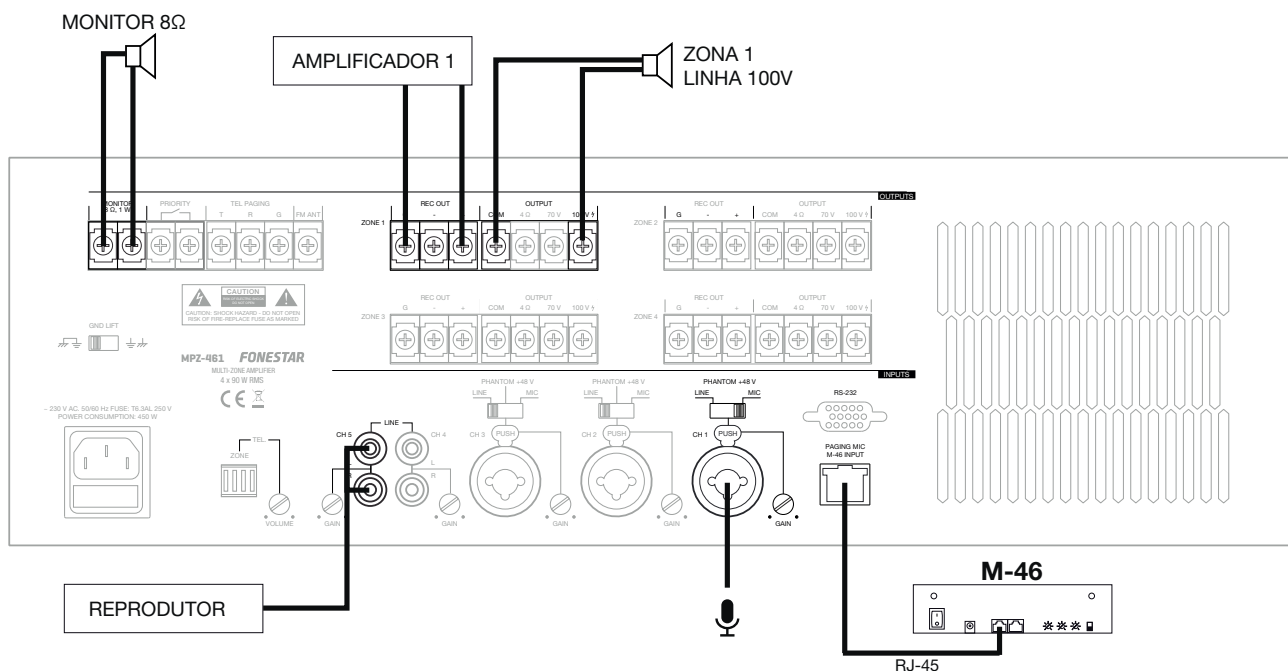 MONITOR 8Ω
AMPLIFICADOR 1
ZONA 1
LINHA 100V
OUTPUTS
MONITOR
8 Ω, 1 W
PRIORITY
TEL PAGING
T R G FM ANT
ZONE 1
REC OUT
-
OUTPUT
COM 4 Ω 70 V 100 V
ZONE 2
REC OUT
G - +
OUTPUT
COM 4 Ω 70 V 100 V
CAUTION
CAUTION: SHOCK HAZARD - DO NOT OPEN
RISK OF FIRE-REPLACE FUSE AS MARKED
ZONE 3
REC OUT
G - +
OUTPUT
COM 4 Ω 70 V 100 V
ZONE 4
REC OUT
G - +
OUTPUT
COM 4 Ω 70 V 100 V
GND LIFT
MPZ-461 FONESTAR
MULTI-ZONE AMPLIFIER
4 x 90 W RMS
CE
INPUTS
~ 230 V AC. 50/60 Hz FUSE: T6.3AL 250 V
POWER CONSUMPTION: 450 W
TEL.
ZONE
VOLUME
LINE
CH 5
CH 4
L
R
L
R
GAIN
GAIN
PHANTOM +48 V
LINE MIC
CH 3 PUSH
GAIN
PHANTOM +48 V
LINE MIC
CH 2 PUSH
GAIN
PHANTOM +48 V
LINE MIC
CH 1 PUSH
GAIN
RS-232
PAGING MIC
M-46 INPUT
REPRODUTOR
M-46
RJ-45